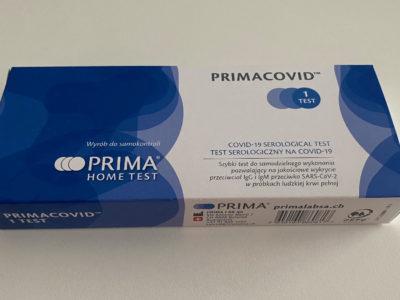 PRIMACOVID™
1
TEST
Wyrób do samokontroli
PRIMA®
HOME TEST
COVID-19 SEROLOGICAL TEST
TEST SEROLOGICZNY NA COVID-19
Szybki test do samodzielnego wykonania
pozwalający na jakościowe wykrycie
przeciwciał IgG i IgM przeciwko SARS-CoV-2
w próbkach ludzkiej krwi pełnej
PRIMACOVID™
1 TEST
PRIMA®
primalabsa.ch